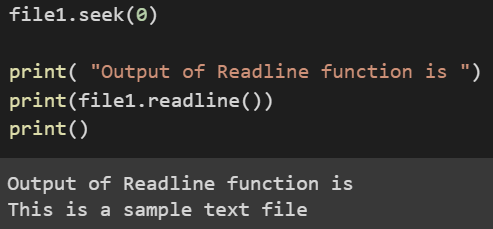 file1.seek(0)
print( "Output of Readline function is ")
print(file1.readline())
print()
Output of Readline function is
This is a sample text file